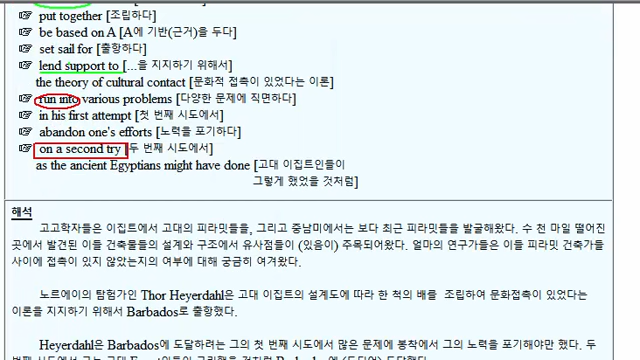 ☞ put together [조립하다]
☞ be based on A [A에 기반(근거)을 두다]
☞ set sail for [출항하다]
☞ lend support to [...을 지지하기 위해서]
the theory of cultural contact [문화적 접촉이 있었다는 이론]
☞ run into various problems [다양한 문제에 직면하다]
☞ in his first attempt [첫 번째 시도에서]
☞ abandon one's efforts [노력을 포기하다]
☞ on a second try [두 번째 시도에서]
as the ancient Egyptians might have done [고대 이집트인들이
그렇게 했었을 것처럼]
해석
고고학자들은 이집트에서 고대의 피라밋들을, 그리고 중남미에서는 보다 최근 피라밋들을 발굴해왔다. 수 천 마일 떨어진
곳에서 발견된 이들 건축물들의 설계와 구조에서 유사점들이 (있음이) 주목되어왔다. 얼마의 연구가들은 이들 피라밋 건축가들
사이에 접촉이 있지 않았는지의 여부에 대해 궁금히 여겨왔다.
노르에이의 탐험가인 Thor Heyerdahl은 고대 이집트의 설계도에 따라 한 척의 배를 조립하여 문화접촉이 있었다는
이론을 지지하기 위해서 Barbados로 출항했다.
Heyerdahl은 Barbados에 도달하려는 그의 첫 번째 시도에서 많은 문제에 봉착에서 그의 노력을 포기해야만 했다. 두